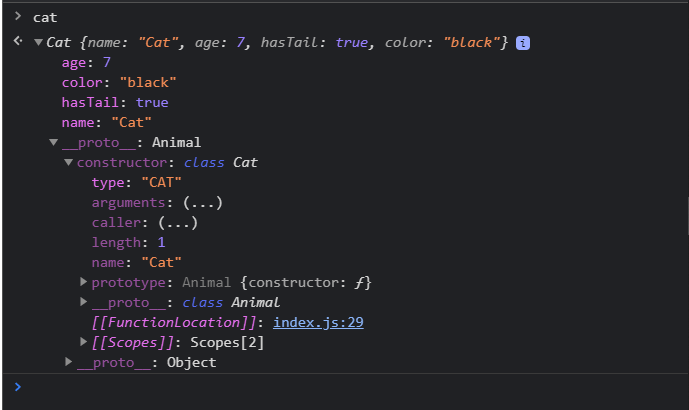 > cat
Cat {name: "Cat", age: 7, hasTail: true, color: "black"} i
age: 7
color: "black"
hasTail: true
name: "Cat"
__proto__: Animal
constructor: class Cat
type: "CAT"
arguments: (...)
caller: (...)
length: 1
name: "Cat"
prototype: Animal {constructor: ƒ}
__proto__: class Animal
[[FunctionLocation]]: index.js:29
[[Scopes]]: Scopes[2]
__proto__: Object
>